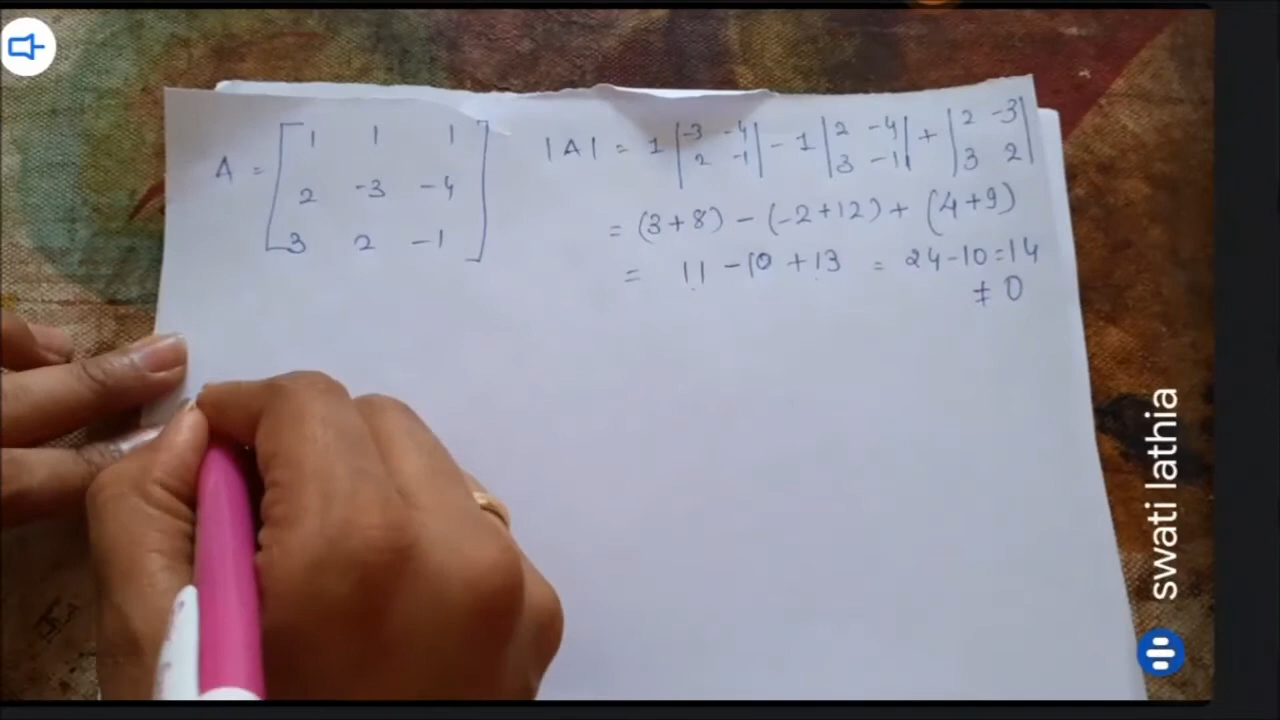 A = [ 1 1 1
2 -3 -4
3 2 -1 ]
|A| = 1 |-3 -4| - 1 |2 -4| + |2 -3|
|2 -1| |3 -1| |3 2|
= (3+8) - (-2+12) + (4+9)
= 11 -10 +13 = 24-10=14
≠ 0
swati lathia